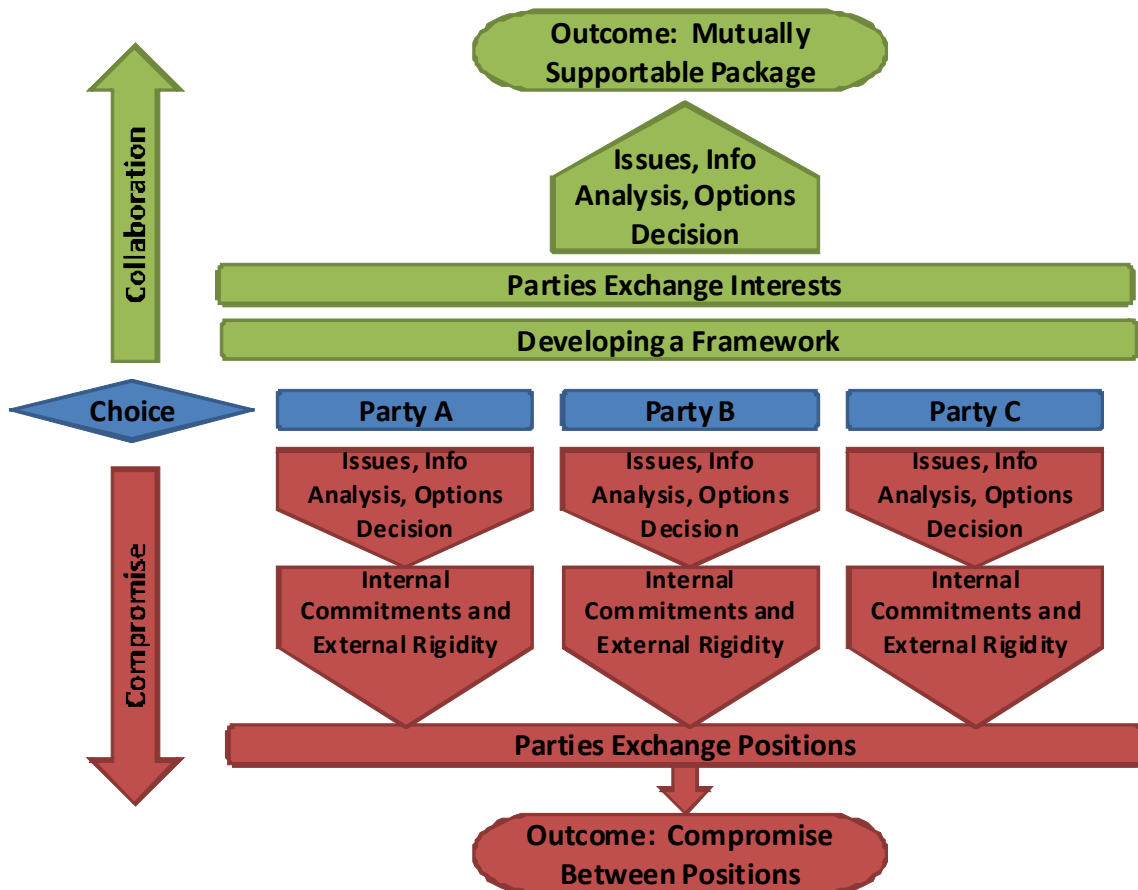 Outcome: Mutually
Supportable Package
Collaboration
Issues, Info
Analysis, Options
Decision
Parties Exchange Interests
Developing a Framework
Choice
Party A
Party B
Party C
Issues, Info
Analysis, Options
Decision
Issues, Info
Analysis, Options
Decision
Issues, Info
Analysis, Options
Decision
Compromise
Internal
Commitments and
External Rigidity
Internal
Commitments and
External Rigidity
Internal
Commitments and
External Rigidity
Parties Exchange Positions
Outcome: Compromise
Between Positions